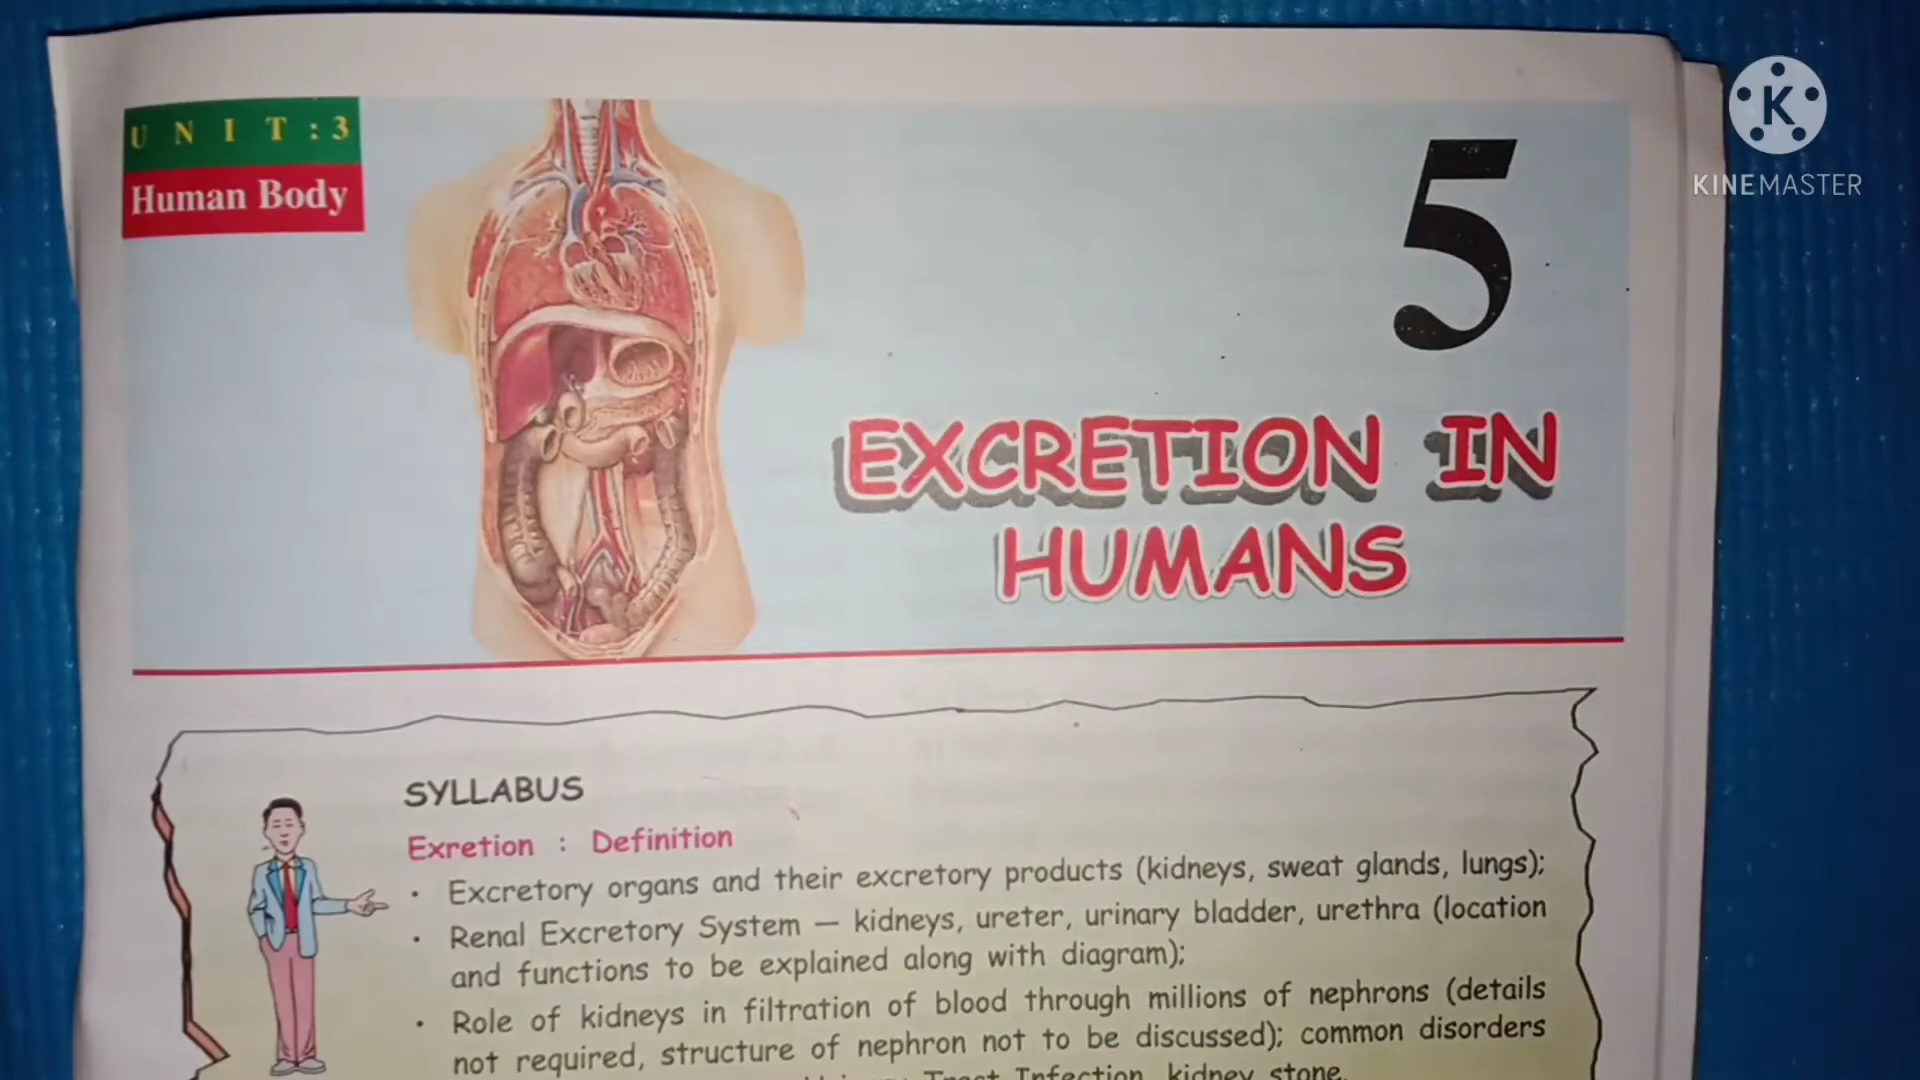 UNIT:3
Human Body
5
K
KINEMASTER
EXCRETION IN
HUMANS
SYLLABUS
Exretion : Definition
• Excretory organs and their excretory products (kidneys, sweat glands, lungs);
• Renal Excretory System — kidneys, ureter, urinary bladder, urethra (location
and functions to be explained along with diagram);
• Role of kidneys in filtration of blood through millions of nephrons (details
not required, structure of nephron not to be discussed); common disorders
Tract Infection, kidney stone.